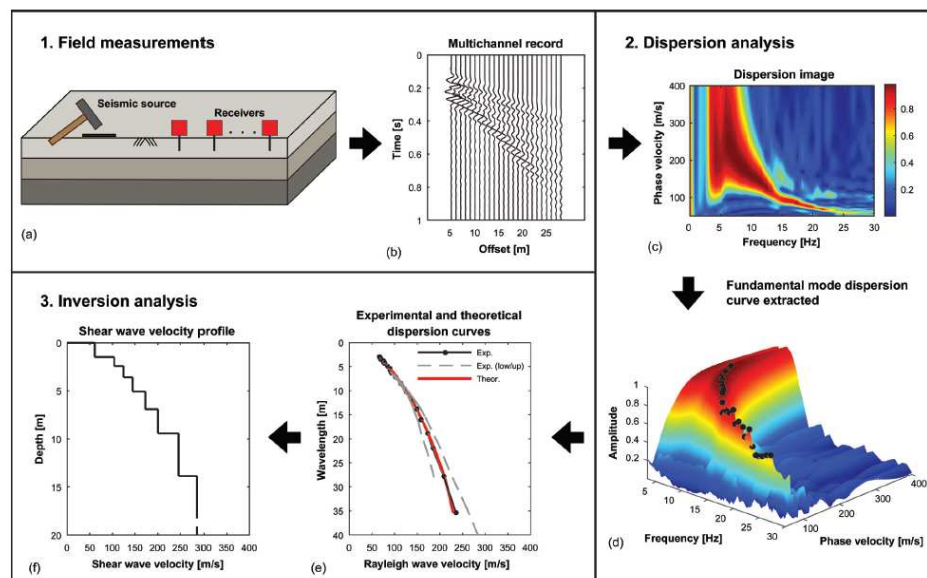 1. Field measurements
Seismic source
Receivers
(a)
Multichannel record
0
0.2
0.4
0.6
0.8
1
Time [s]
5 10 15 20 25
Offset [m]
(b)
2. Dispersion analysis
Dispersion image
400
300
200
100
Phase velocity [m/s]
0 5 10 15 20 25 30
Frequency [Hz]
0.8
0.6
0.4
0.2
(c)
Fundamental mode dispersion
curve extracted
1
0.8
0.6
0.4
0.2
Amplitude
5
10
15
20
25
30
Frequency [Hz]
100
200
300
400
Phase velocity [m/s]
(d)
3. Inversion analysis
Experimental and theoretical
dispersion curves
Exp.
Exp. (low/up)
Theor.
0
5
10
15
20
25
30
35
40
Wavelength [m]
0 100 200 300 400
Rayleigh wave velocity [m/s]
(e)
Shear wave velocity profile
0
5
10
15
20
Depth [m]
0 50 100 150 200 250 300 350 400
Shear wave velocity [m/s]
(f)